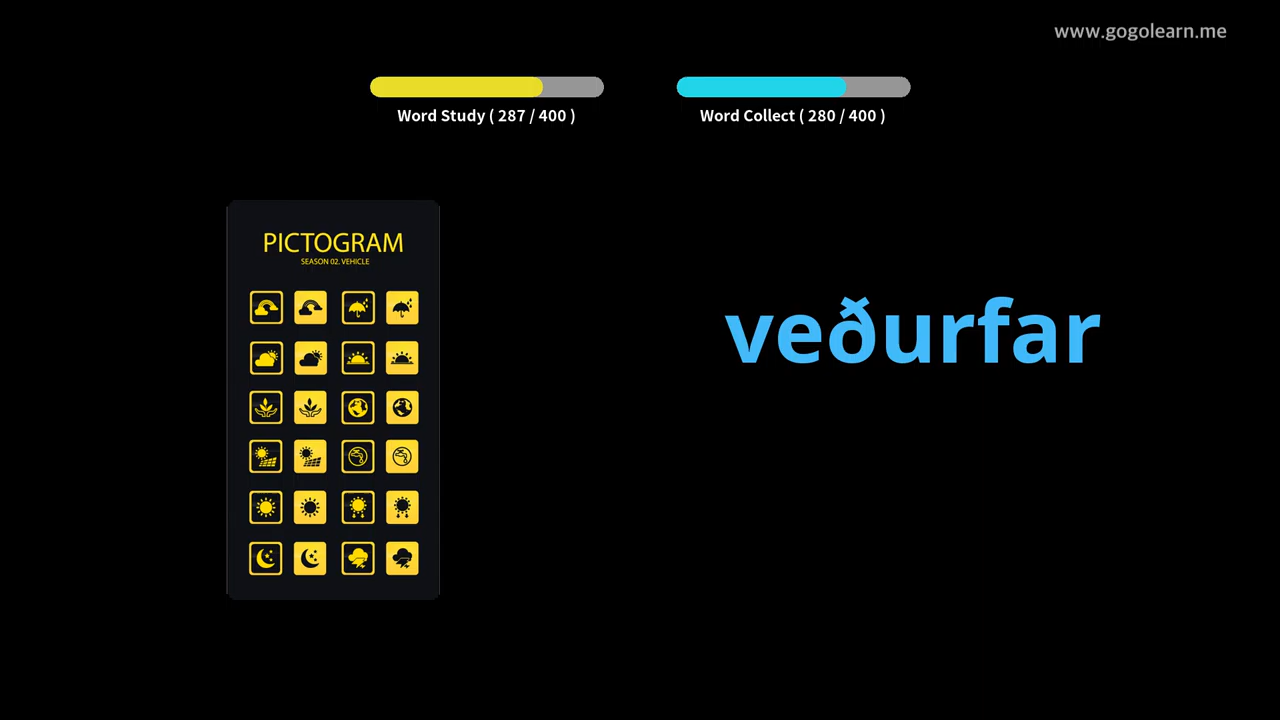 www.gogolearn.me
Word Study ( 287 / 400 )
Word Collect ( 280 / 400 )
PICTOGRAM
SEASON 02. VEHICLE
veðurfar